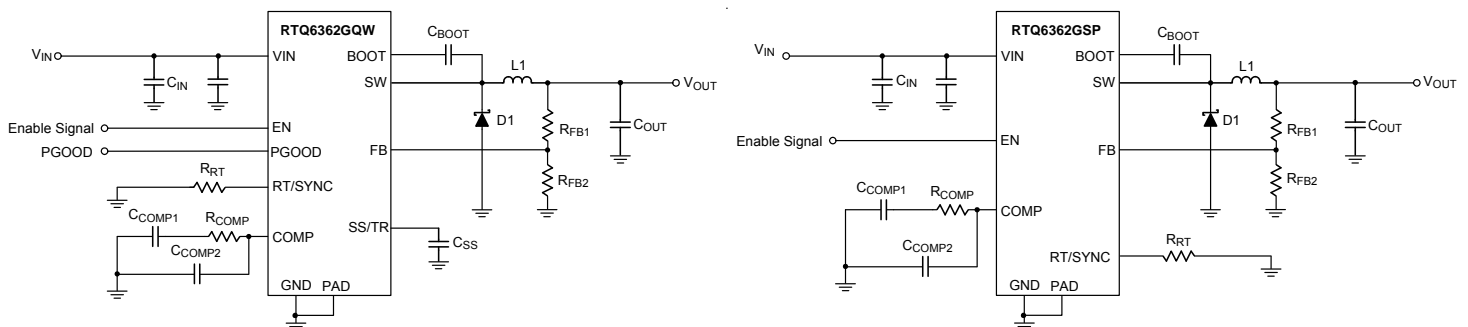 RTQ6362GQW
VIN
CIN
VIN
BOOT
CBOOT
SW
L1
VOUT
D1
RFB1
COUT
Enable Signal
EN
PGOOD
PGOOD
FB
RFB2
RRT
RT/SYNC
CCOMP1
RCOMP
COMP
CCOMP2
SS/TR
CSS
GND PAD
RTQ6362GSP
VIN
CIN
VIN
BOOT
CBOOT
SW
L1
VOUT
D1
RFB1
COUT
Enable Signal
EN
FB
RFB2
CCOMP1
RCOMP
COMP
CCOMP2
RT/SYNC
RRT
GND PAD